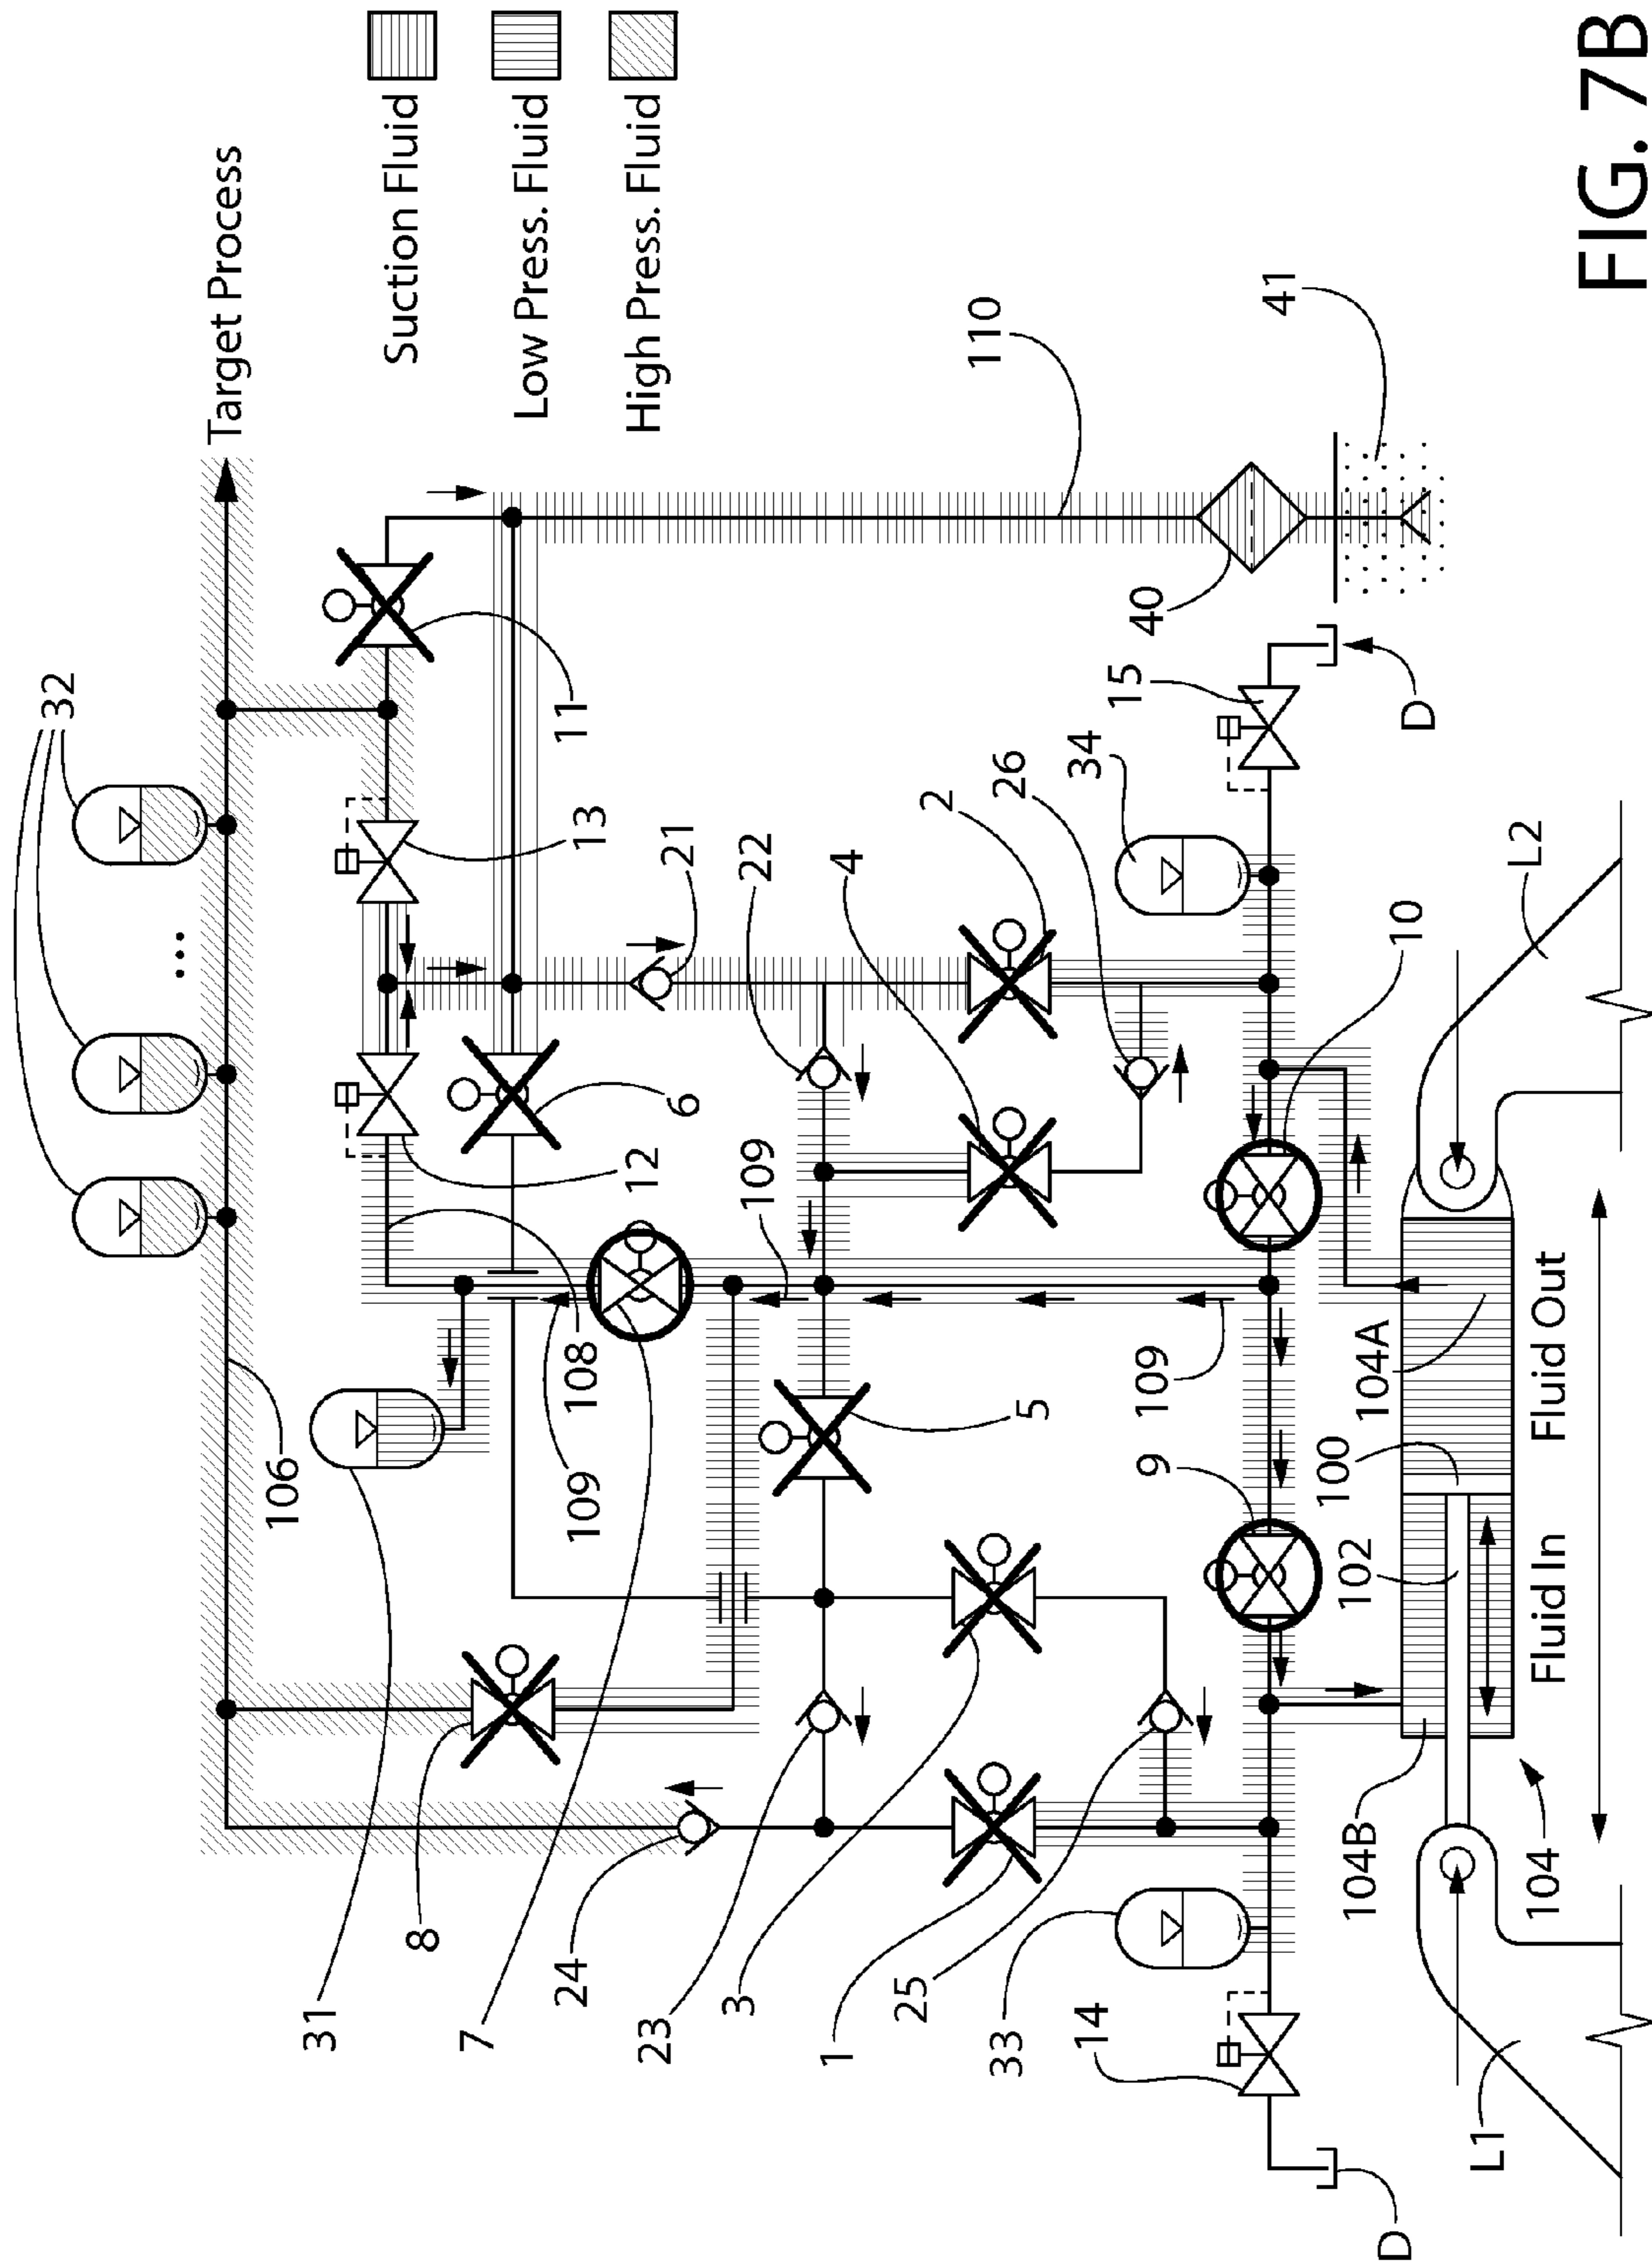 32
...
Target Process
106
Suction Fluid
Low Press. Fluid
High Press. Fluid
31
109
108
12
6
13
11
8
7
109
21
24
23
5
22
4
2
26
3
1
25
33
14
9
109
10
34
15
40
110
41
D
D
104B
102
100
104A
L1
104
Fluid In
Fluid Out
L2
FIG. 7B